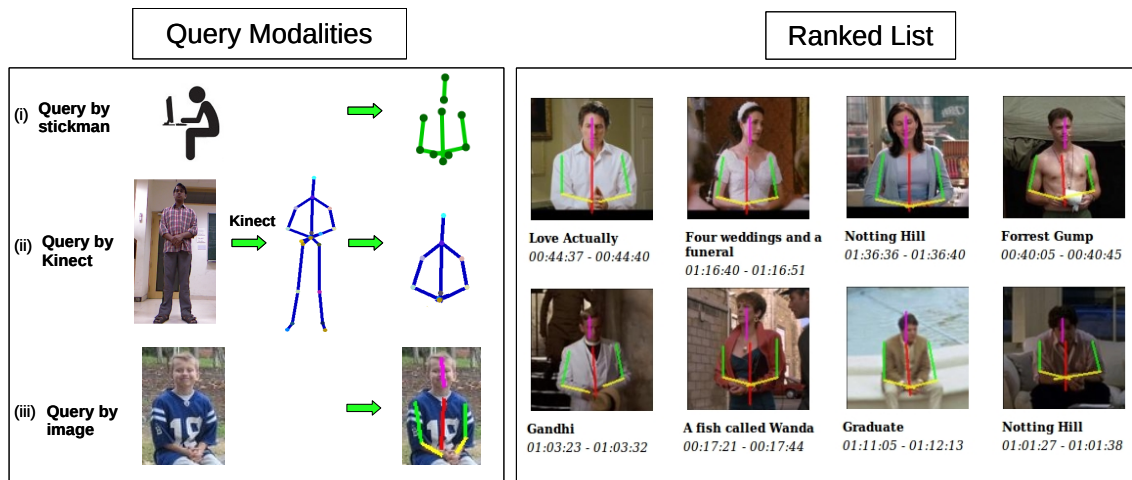 Query Modalities
Ranked List
(i) Query by
stickman
Kinect
(ii) Query by
Kinect
(iii) Query by
image
Love Actually
00:44:37 - 00:44:40
Four weddings and a
funeral
01:16:40 - 01:16:51
Notting Hill
01:36:36 - 01:36:40
Forrest Gump
00:40:05 - 00:40:45
Gandhi
01:03:23 - 01:03:32
A fish called Wanda
00:17:21 - 00:17:44
Graduate
01:11:05 - 01:12:13
Notting Hill
01:01:27 - 01:01:38